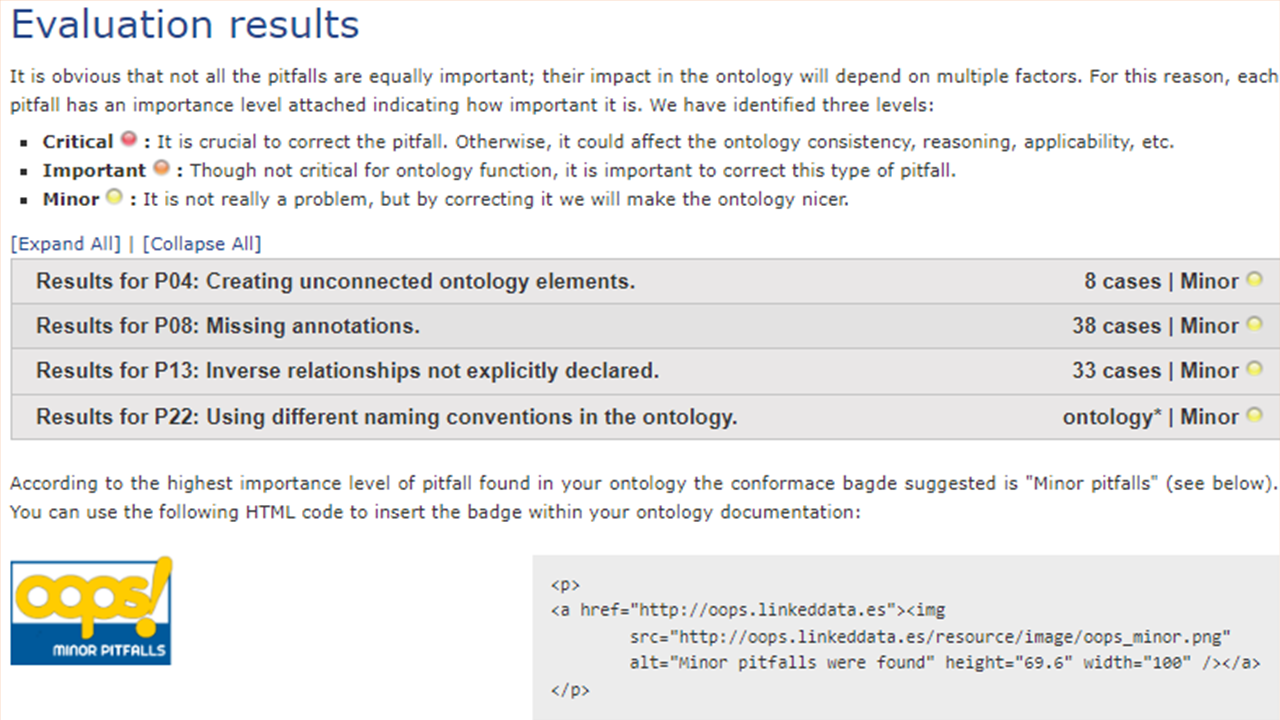 Evaluation results
It is obvious that not all the pitfalls are equally important; their impact in the ontology will depend on multiple factors. For this reason, each
pitfall has an importance level attached indicating how important it is. We have identified three levels:
Critical : It is crucial to correct the pitfall. Otherwise, it could affect the ontology consistency, reasoning, applicability, etc.
Important : Though not critical for ontology function, it is important to correct this type of pitfall.
Minor : It is not really a problem, but by correcting it we will make the ontology nicer.
[Expand All] | [Collapse All]
Results for P04: Creating unconnected ontology elements. 8 cases | Minor
Results for P08: Missing annotations. 38 cases | Minor
Results for P13: Inverse relationships not explicitly declared. 33 cases | Minor
Results for P22: Using different naming conventions in the ontology. ontology* | Minor
According to the highest importance level of pitfall found in your ontology the conformace bagde suggested is "Minor pitfalls" (see below).
You can use the following HTML code to insert the badge within your ontology documentation:
oops!
MINOR PITFALLS
<p>
<a href="http://oops.linkeddata.es"><img
src="http://oops.linkeddata.es/resource/image/oops_minor.png"
alt="Minor pitfalls were found" height="69.6" width="100" /></a>
</p>